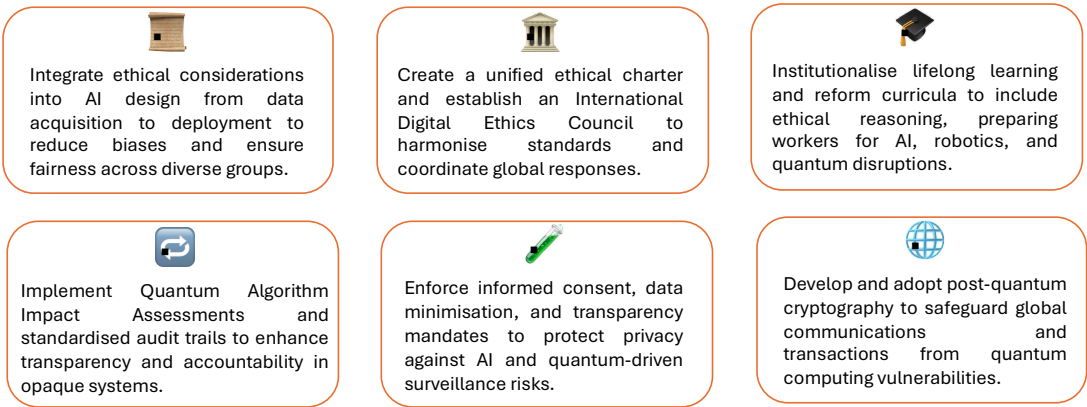 Integrate ethical considerations
into AI design from data
acquisition to deployment to
reduce biases and ensure
fairness across diverse groups.
Create a unified ethical charter
and establish an International
Digital Ethics Council to
harmonise standards and
coordinate global responses.
Institutionalise lifelong learning
and reform curricula to include
ethical reasoning, preparing
workers for AI, robotics, and
quantum disruptions.
Implement Quantum Algorithm
Impact Assessments and
standardised audit trails to enhance
transparency and accountability in
opaque systems.
Enforce informed consent, data
minimisation, and transparency
mandates to protect privacy
against AI and quantum-driven
surveillance risks.
Develop and adopt post-quantum
cryptography to safeguard global
communications and
transactions from quantum
computing vulnerabilities.